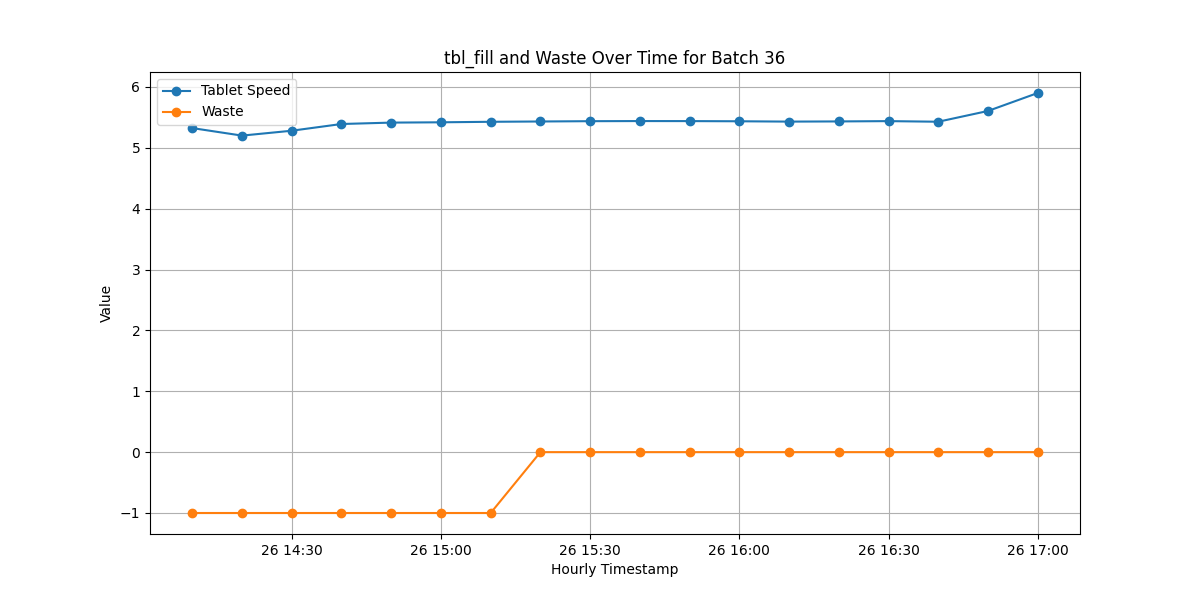 tbl_fill and Waste Over Time for Batch 36
Tablet Speed
Waste
6
5
4
3
2
1
0
−1
Value
26 14:30
26 15:00
26 15:30
26 16:00
26 16:30
26 17:00
Hourly Timestamp